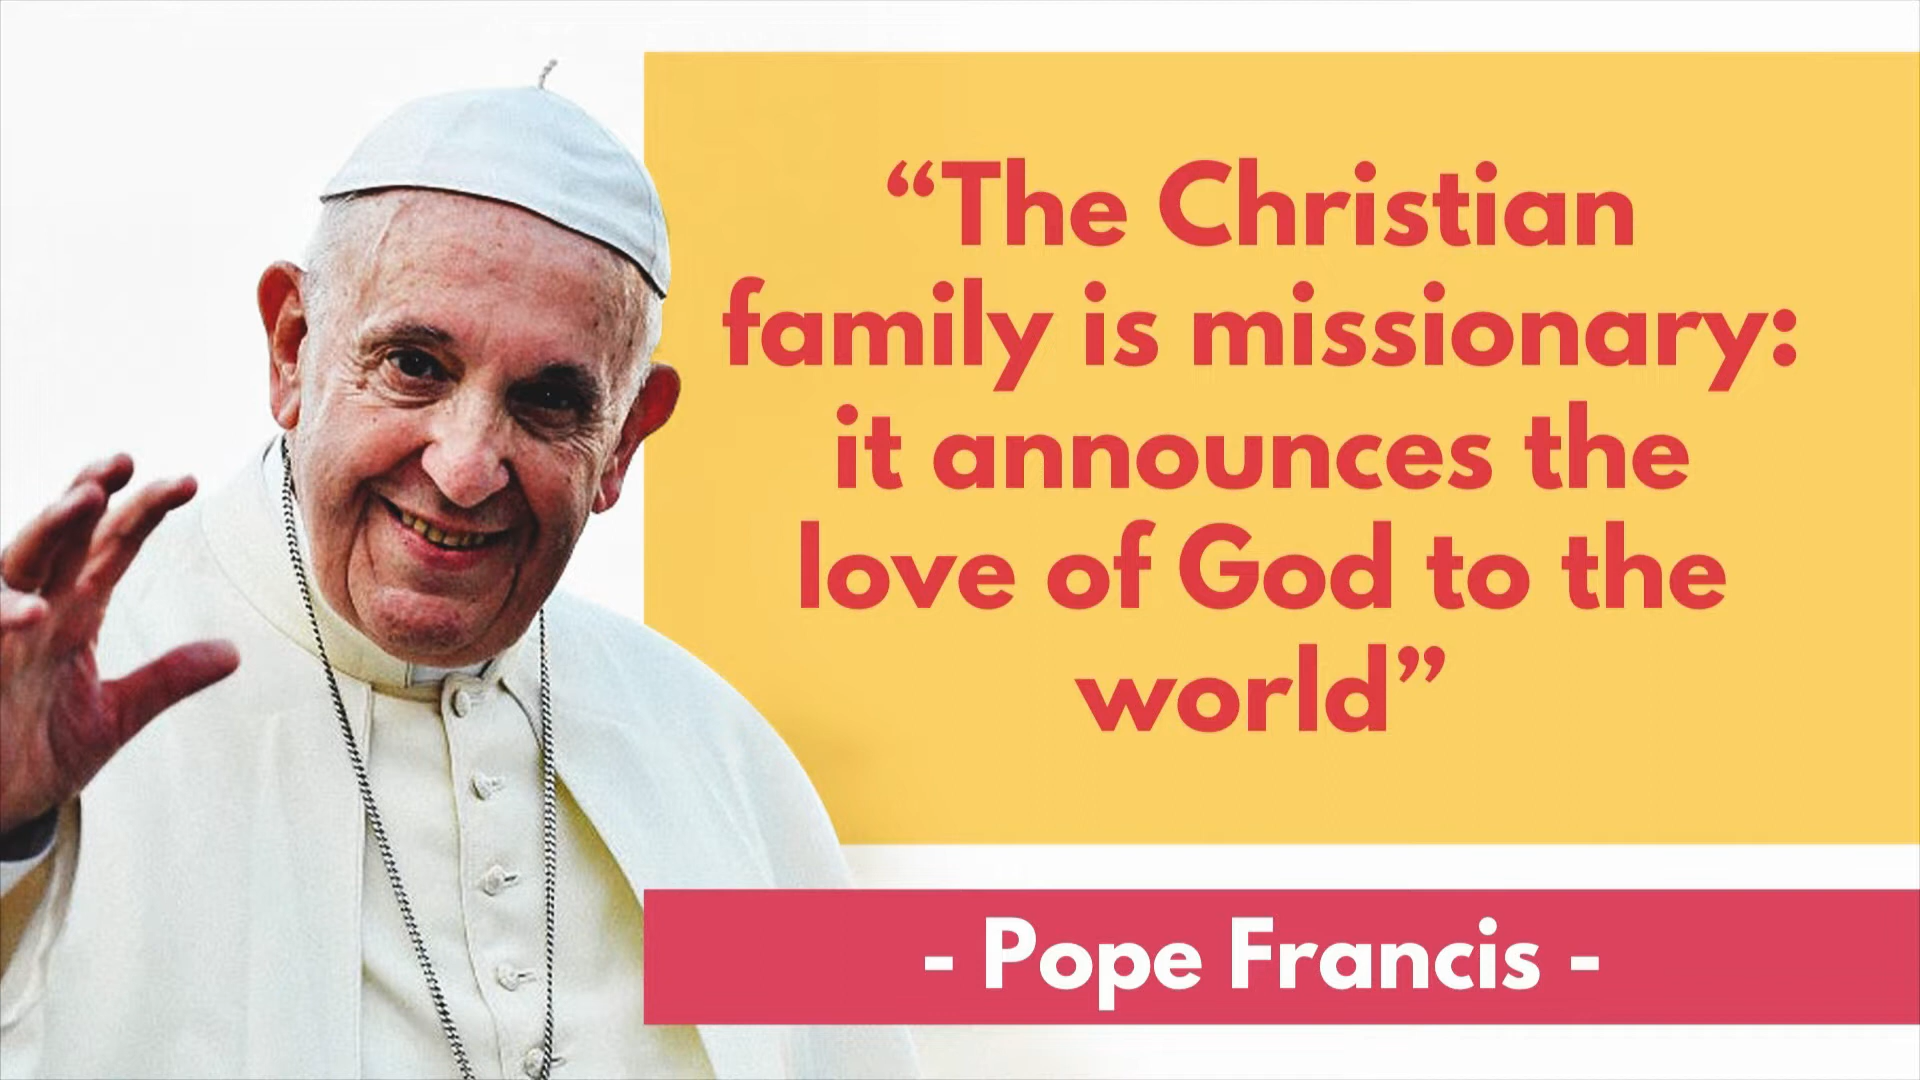 “The Christian
family is missionary:
it announces the
love of God to the
world”
- Pope Francis -